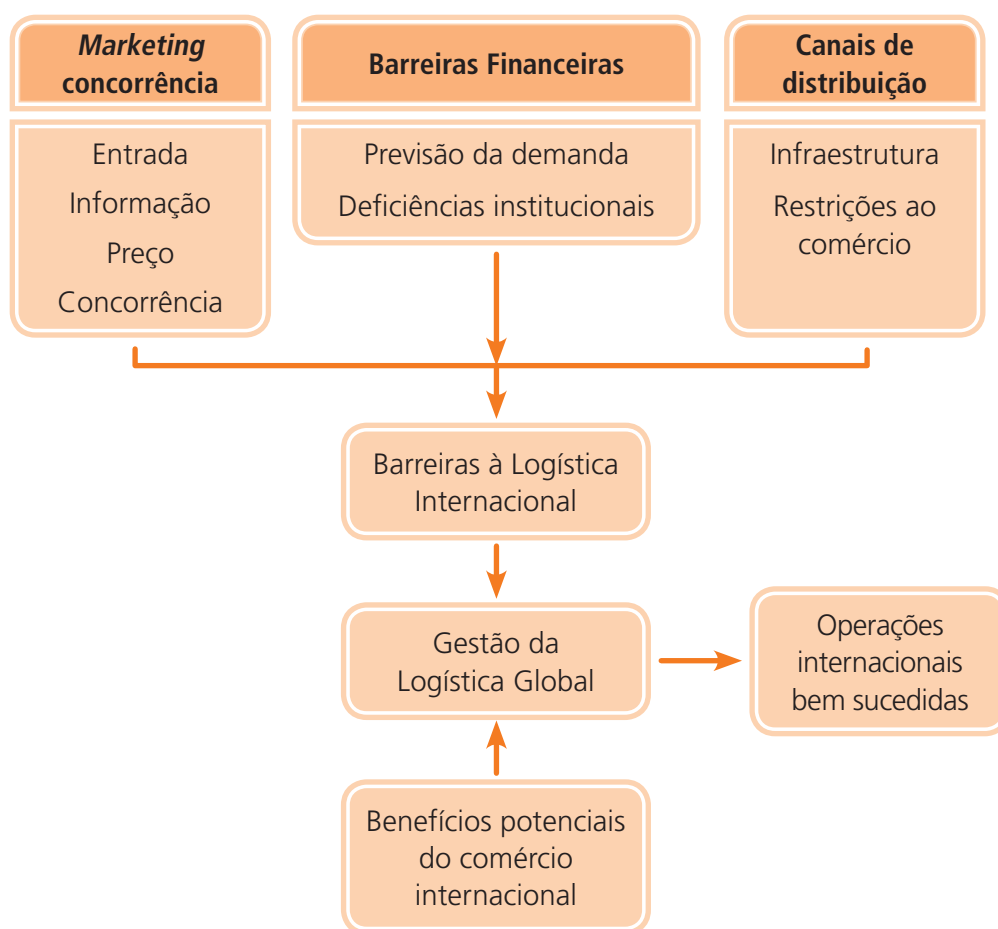 Marketing
concorrência
Entrada
Informação
Preço
Concorrência
Barreiras Financeiras
Previsão da demanda
Deficiências institucionais
Canais de
distribuição
Infraestrutura
Restrições ao
comércio
Barreiras à Logística
Internacional
Gestão da
Logística Global
Operações
internacionais
bem sucedidas
Benefícios potenciais
do comércio
internacional